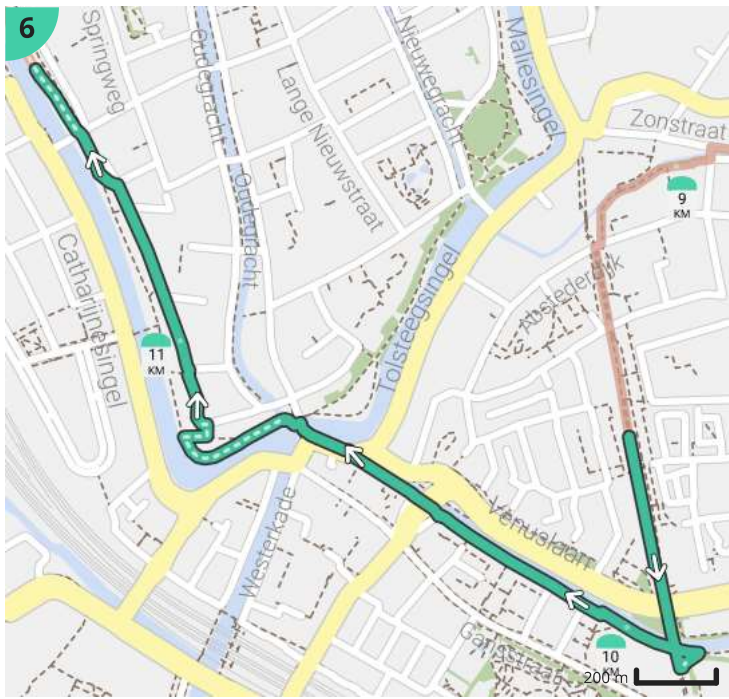 6
Springweg
Oudegracht
Nieuwegracht
Maliesingel
Lange Nieuwstraat
Zonstraat
9
KM
Oudegracht
Catharijnesingel
Tolsteegsingel
Abstederdijk
11
KM
Westerkade
Venuslaan
Gansstraat
10
KM
200 m